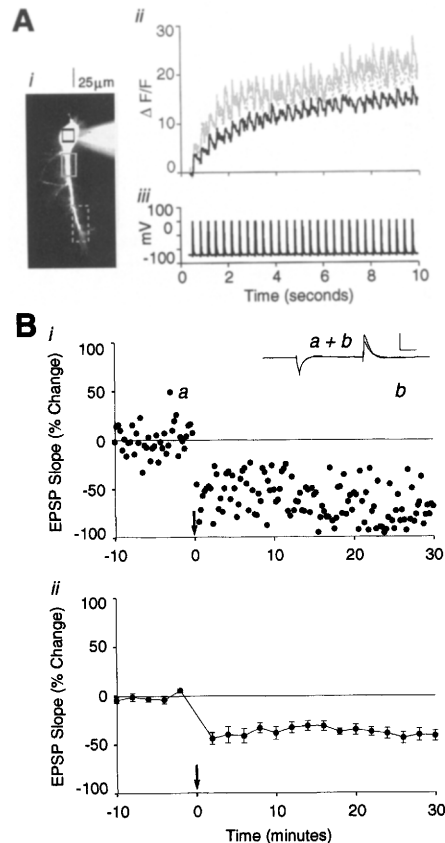 A
i
25μm
ii
Δ F/F
30
20
10
0
iii
mV
100
0
-100
0 2 4 6 8 10
Time (seconds)
B
i
EPSP Slope (% Change)
100
50
0
-50
-100
a
a + b
b
-10 0 10 20 30
ii
EPSP Slope (% Change)
100
50
0
-50
-100
-10 0 10 20 30
Time (minutes)